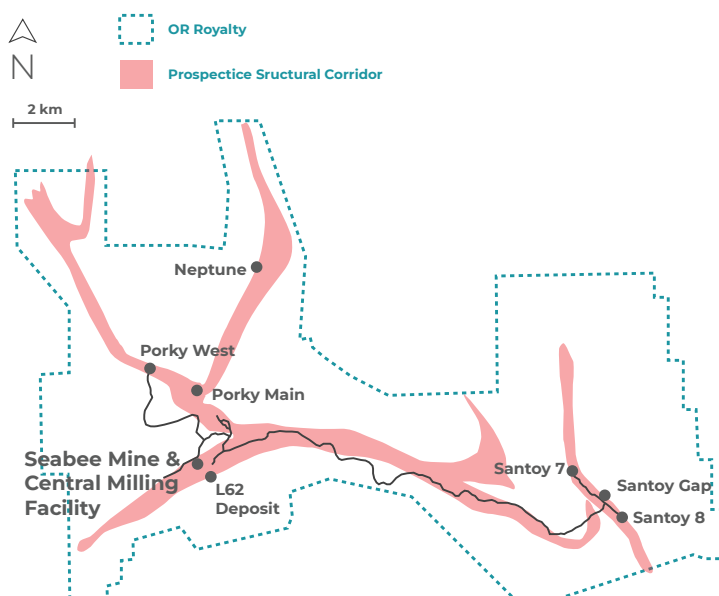 OR Royalty
N
Prospectice Sructural Corridor
2 km
Neptune
Porky West
Porky Main
Seabee Mine &
Central Milling
Facility
L62
Deposit
Santoy 7
Santoy Gap
Santoy 8